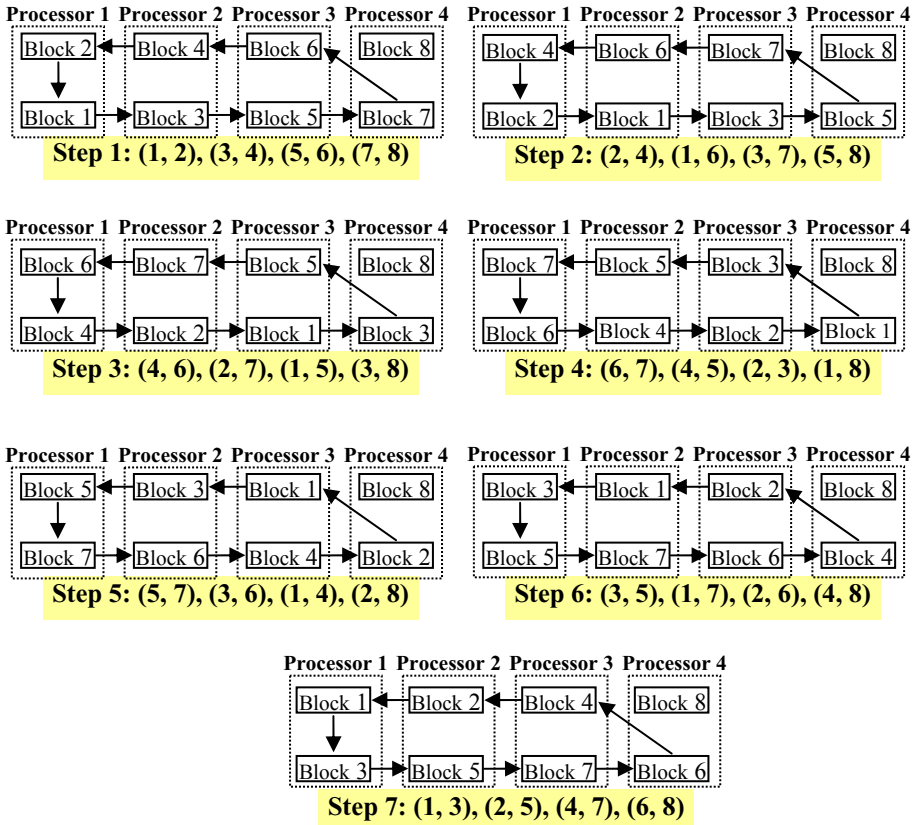 Processor 1 Processor 2 Processor 3 Processor 4
Block 2 Block 4 Block 6 Block 8
Block 1 Block 3 Block 5 Block 7
Step 1: (1, 2), (3, 4), (5, 6), (7, 8)
Processor 1 Processor 2 Processor 3 Processor 4
Block 4 Block 6 Block 7 Block 8
Block 2 Block 1 Block 3 Block 5
Step 2: (2, 4), (1, 6), (3, 7), (5, 8)
Processor 1 Processor 2 Processor 3 Processor 4
Block 6 Block 7 Block 5 Block 8
Block 4 Block 2 Block 1 Block 3
Step 3: (4, 6), (2, 7), (1, 5), (3, 8)
Processor 1 Processor 2 Processor 3 Processor 4
Block 7 Block 5 Block 3 Block 8
Block 6 Block 4 Block 2 Block 1
Step 4: (6, 7), (4, 5), (2, 3), (1, 8)
Processor 1 Processor 2 Processor 3 Processor 4
Block 5 Block 3 Block 1 Block 8
Block 7 Block 6 Block 4 Block 2
Step 5: (5, 7), (3, 6), (1, 4), (2, 8)
Processor 1 Processor 2 Processor 3 Processor 4
Block 3 Block 1 Block 2 Block 8
Block 5 Block 7 Block 6 Block 4
Step 6: (3, 5), (1, 7), (2, 6), (4, 8)
Processor 1 Processor 2 Processor 3 Processor 4
Block 1 Block 2 Block 4 Block 8
Block 3 Block 5 Block 7 Block 6
Step 7: (1, 3), (2, 5), (4, 7), (6, 8)